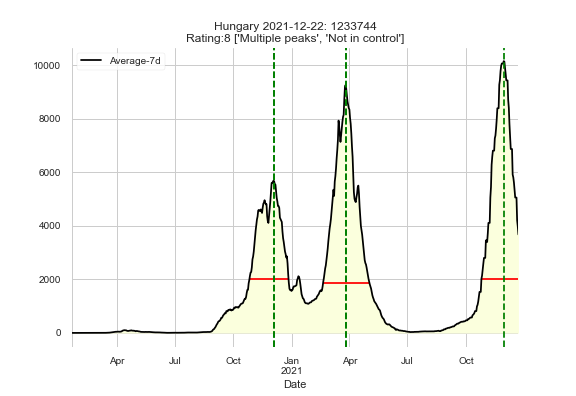 Hungary 2021-12-22: 1233744
Rating:8 ['Multiple peaks', 'Not in control']
Average-7d
10000
8000
6000
4000
2000
0
Apr Jul Oct Jan Apr Jul Oct
2021
Date